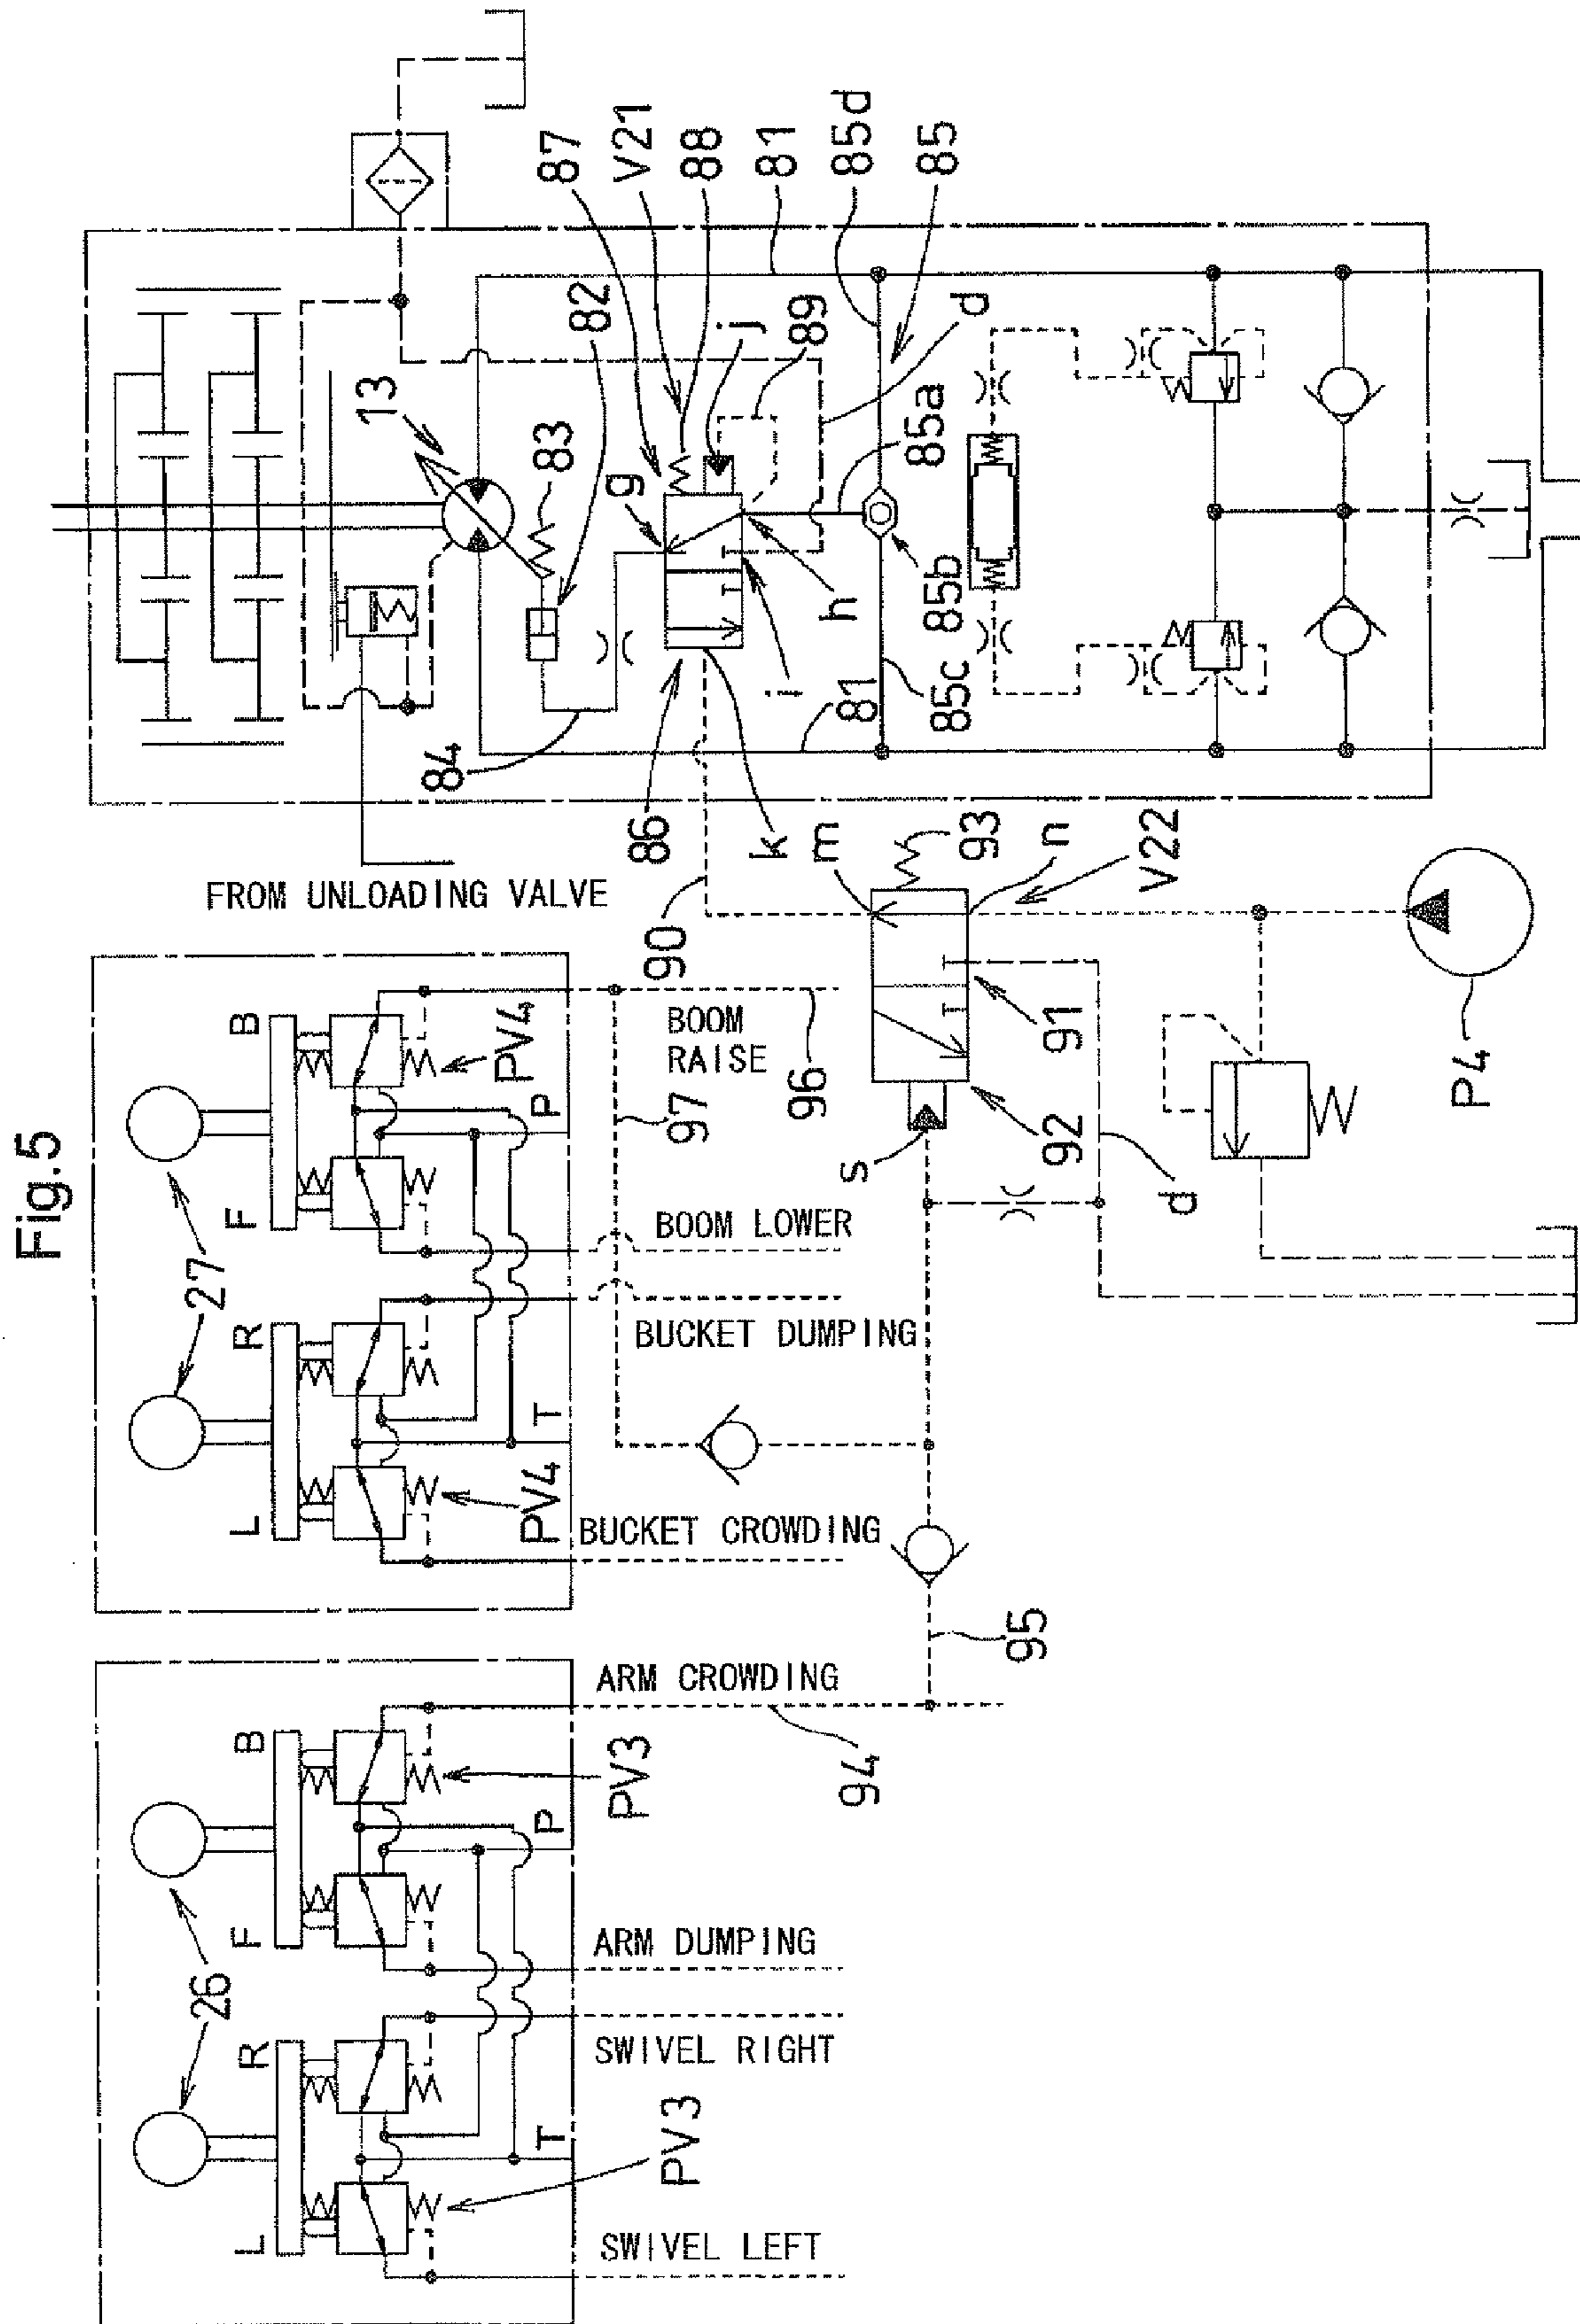 Fig.5
27
26
F
B
L
R
PV4
PV4
P
T
BOOM
RAISE
96
97
BOOM LOWER
BUCKET DUMPING
BUCKET CROWDING
L
R
F
B
PV3
PV3
P
T
ARM CROWDING
94
95
ARM DUMPING
SWIVEL RIGHT
SWIVEL LEFT
FROM UNLOADING VALVE
13
82
83
84
g
87
V21
88
j
89
81
85d
85
d
85a
85b
85c
81
h
i
k
86
90
m
93
n
V22
91
92
s
d
P4